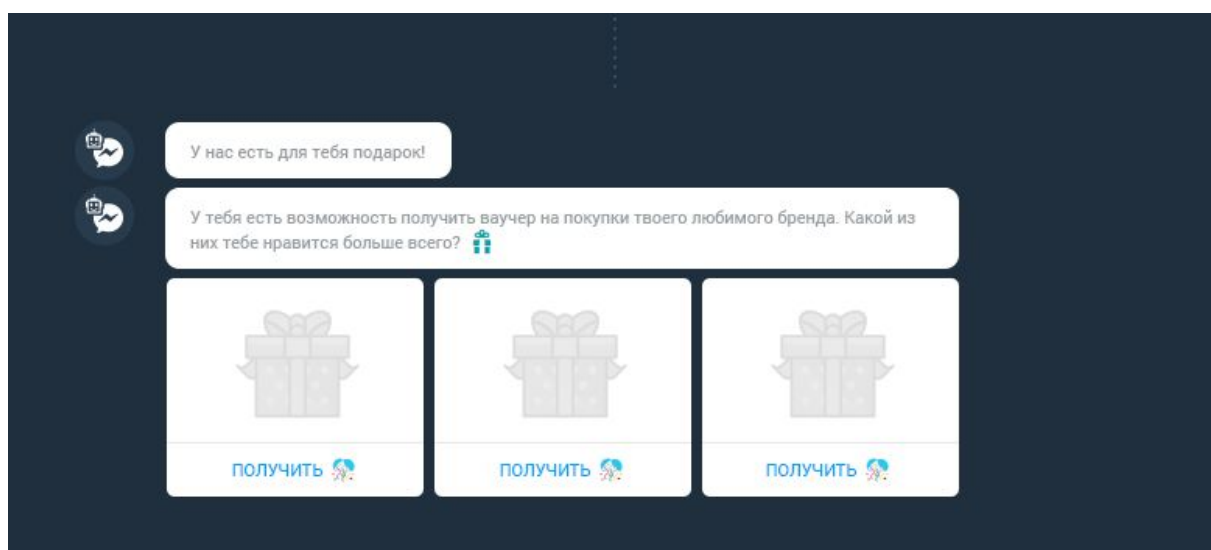 У нас есть для тебя подарок!
У тебя есть возможность получить ваучер на покупки твоего любимого бренда. Какой из
них тебе нравится больше всего?
ПОЛУЧИТЬ
ПОЛУЧИТЬ
ПОЛУЧИТЬ